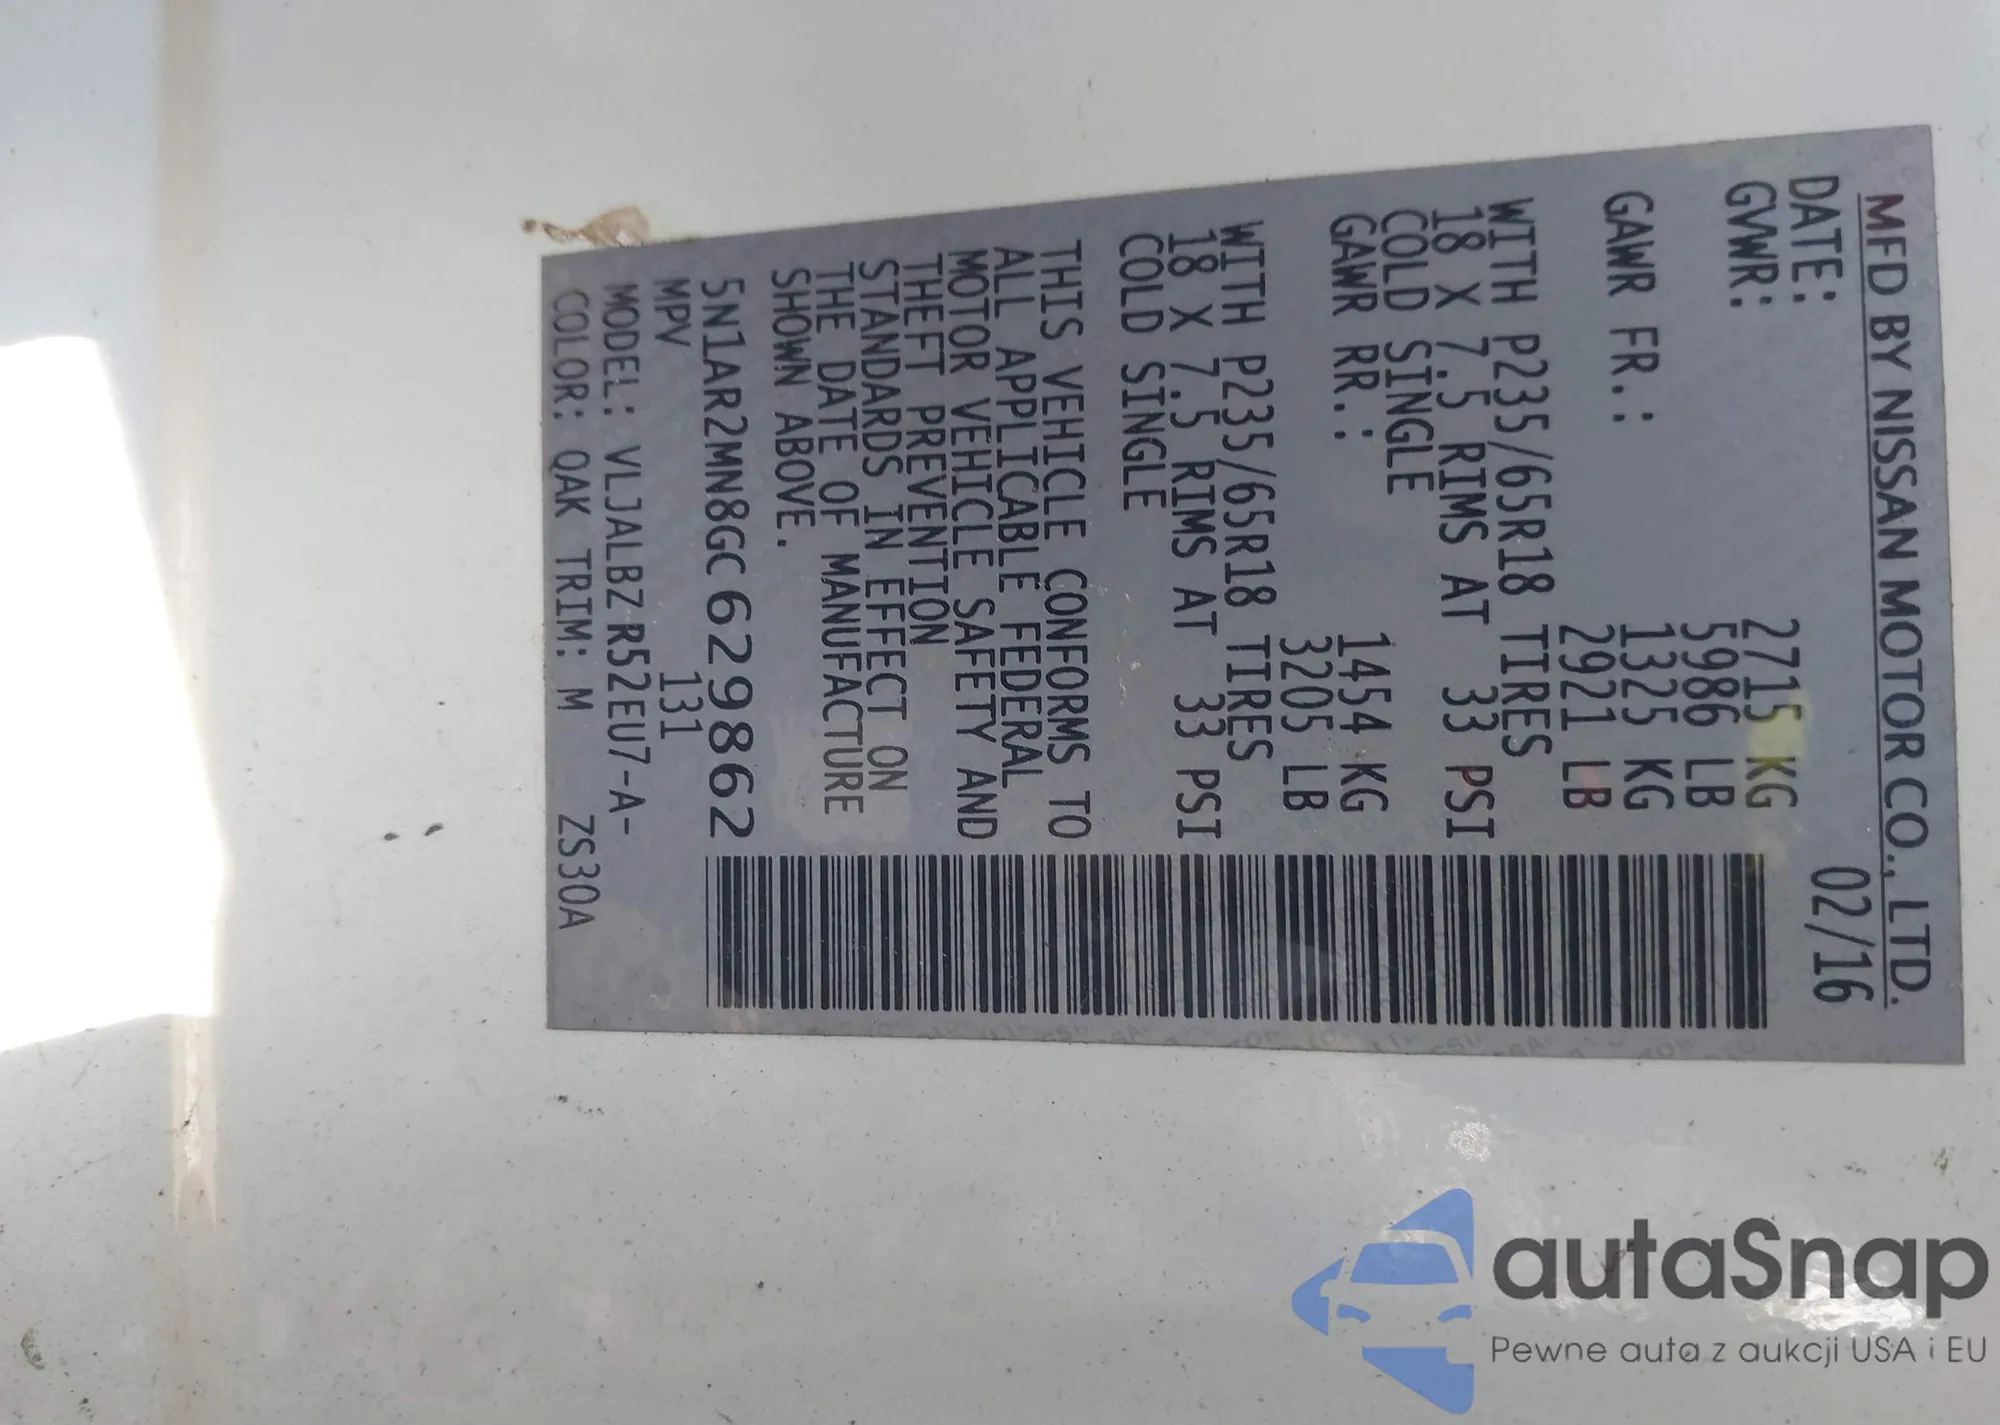 MFD BY NISSAN MOTOR CO., LTD.
DATE: 02/16
GVWR: 2715 KG
5986 LB
GAWR FR.: 1325 KG
2921 LB
WITH P235/65R18 TIRES
18 X 7.5 RIMS AT 33 PSI
COLD SINGLE
GAWR RR.: 1454 KG
3205 LB
WITH P235/65R18 TIRES
18 X 7.5 RIMS AT 33 PSI
COLD SINGLE
THIS VEHICLE CONFORMS TO
ALL APPLICABLE FEDERAL
MOTOR VEHICLE SAFETY AND
THEFT PREVENTION
STANDARDS IN EFFECT ON
THE DATE OF MANUFACTURE
SHOWN ABOVE.
5N1AR2MN8GC629862
MPV 131
MODEL: VLJALBZ R52EU7-A-
COLOR: QAK TRIM: M ZS30A
autaSnap
Pewne auta z aukcji USA i EU